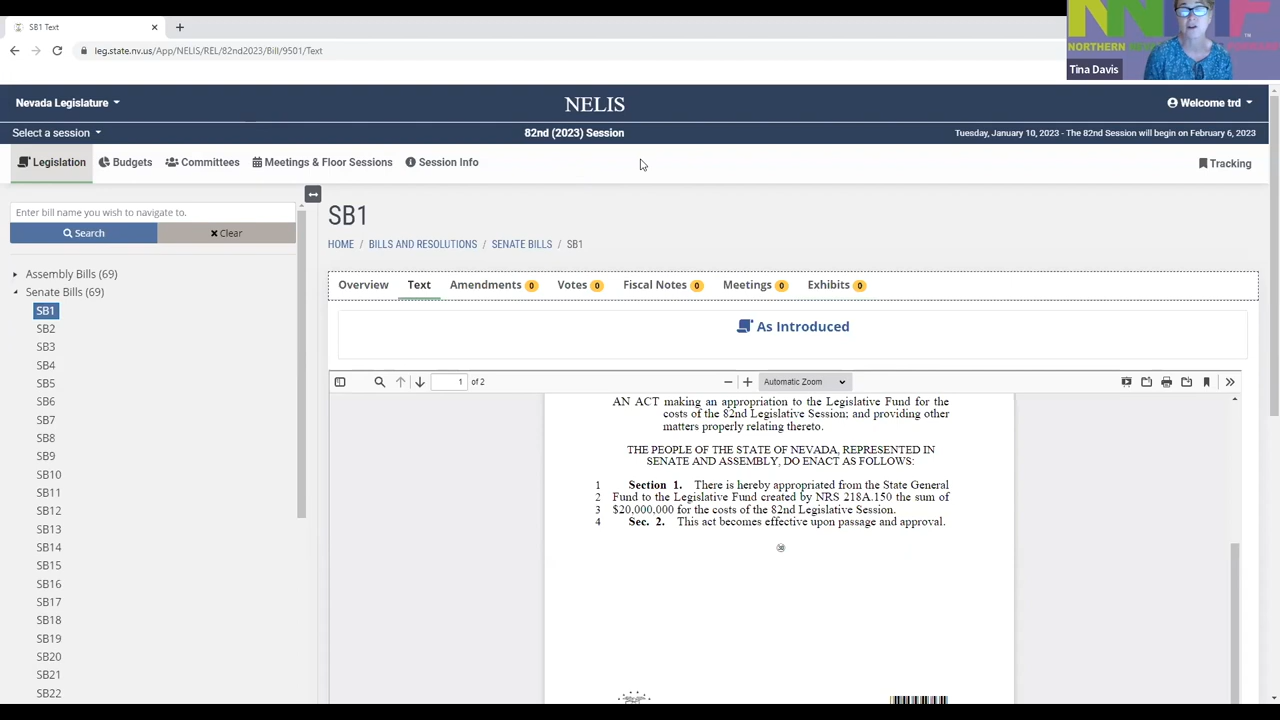 SB1 Text
leg.state.nv.us/App/NELIS/REL/82nd2023/Bill/9501/Text
NORTHERN
Tina Davis
Nevada Legislature
NELIS
Welcome trd
Select a session
82nd (2023) Session
Tuesday, January 10, 2023 - The 82nd Session will begin on February 6, 2023
Legislation
Budgets
Committees
Meetings & Floor Sessions
Session Info
Tracking
Enter bill name you wish to navigate to.
Search
Clear
Assembly Bills (69)
Senate Bills (69)
SB1
SB2
SB3
SB4
SB5
SB6
SB7
SB8
SB9
SB10
SB11
SB12
SB13
SB14
SB15
SB16
SB17
SB18
SB19
SB20
SB21
SB22
SB1
HOME / BILLS AND RESOLUTIONS / SENATE BILLS / SB1
Overview
Text
Amendments 0
Votes 0
Fiscal Notes 0
Meetings 0
Exhibits 0
As Introduced
1 of 2
Automatic Zoom
AN ACT making an appropriation to the Legislative Fund for the
costs of the 82nd Legislative Session; and providing other
matters properly relating thereto.
THE PEOPLE OF THE STATE OF NEVADA, REPRESENTED IN
SENATE AND ASSEMBLY, DO ENACT AS FOLLOWS:
1 Section 1. There is hereby appropriated from the State General
2 Fund to the Legislative Fund created by NRS 218A.150 the sum of
3 $20,000,000 for the costs of the 82nd Legislative Session.
4 Sec. 2. This act becomes effective upon passage and approval.